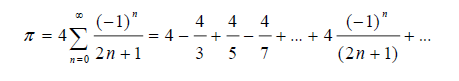 π = 4 ∑_{n=0}^{∞} (-1)^n / (2n + 1) = 4 − 4/3 + 4/5 − 4/7 + ... + 4 (-1)^n / (2n + 1) + ...